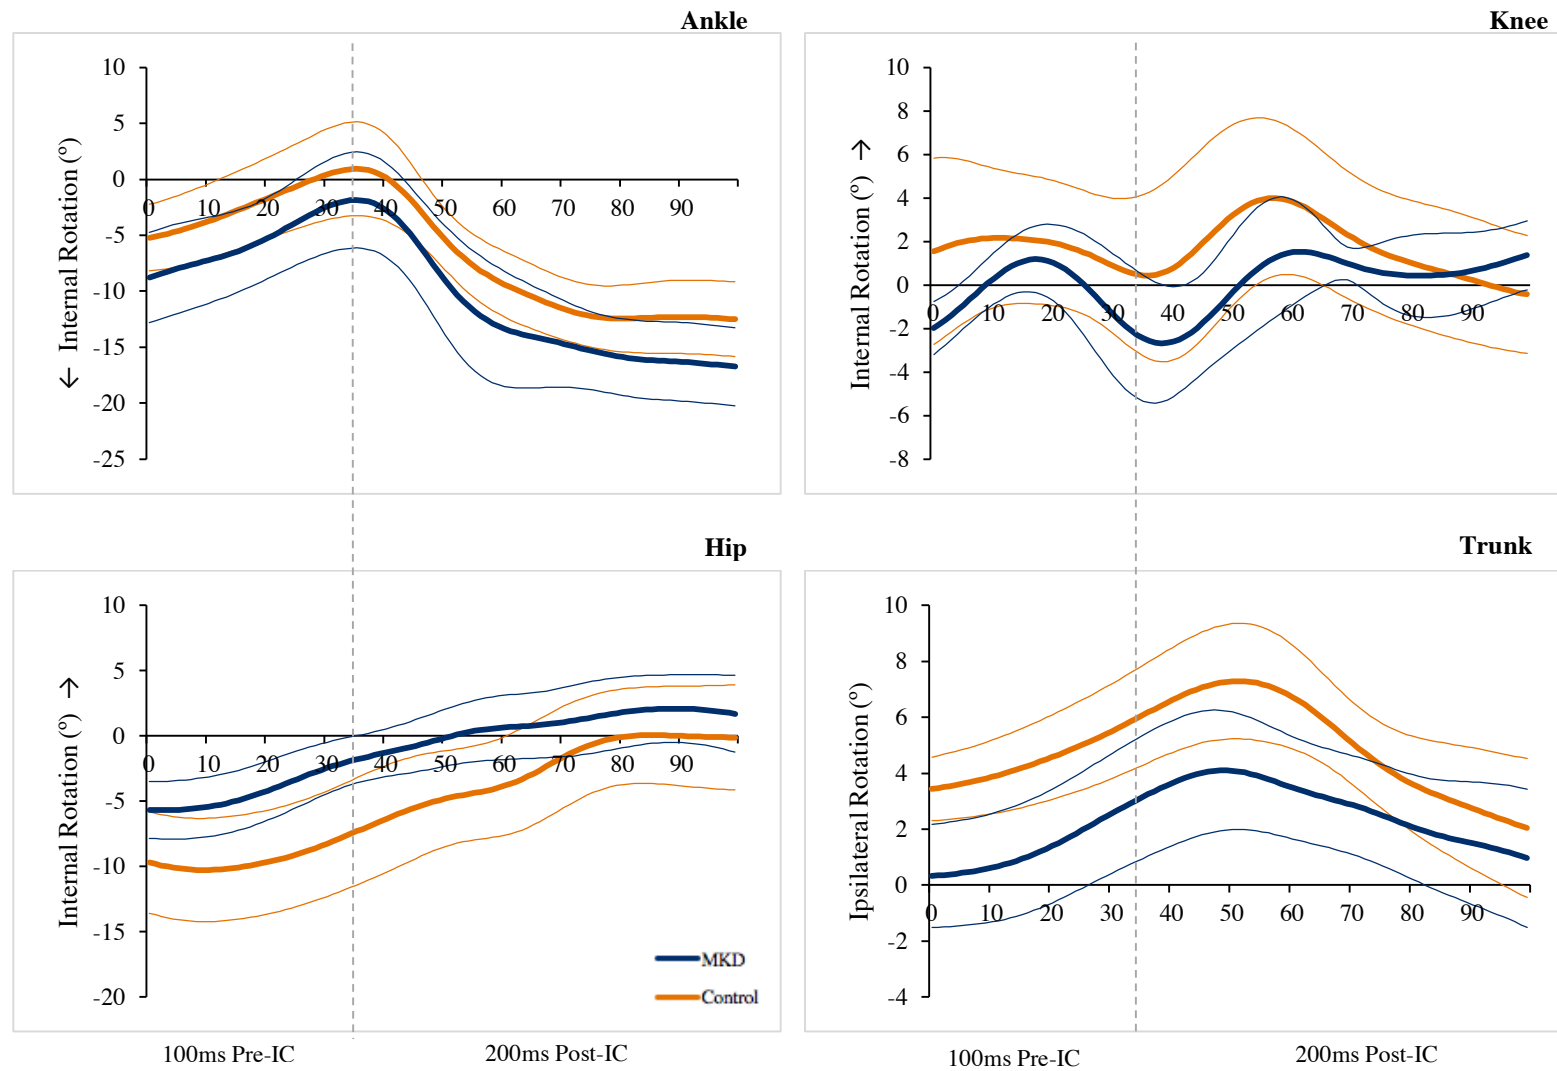 Ankle
10
5
0
-5
-10
-15
-20
-25
0 10 20 30 40 50 60 70 80 90
← Internal Rotation (º)
Knee
10
8
6
4
2
0
-2
-4
-6
-8
0 10 20 30 40 50 60 70 80 90
Internal Rotation (º) →
Hip
10
5
0
-5
-10
-15
-20
0 10 20 30 40 50 60 70 80 90
Internal Rotation (º) →
MKD
Control
100ms Pre-IC 200ms Post-IC
Trunk
10
8
6
4
2
0
-2
-4
0 10 20 30 40 50 60 70 80 90
Ipsilateral Rotation (º)
100ms Pre-IC 200ms Post-IC